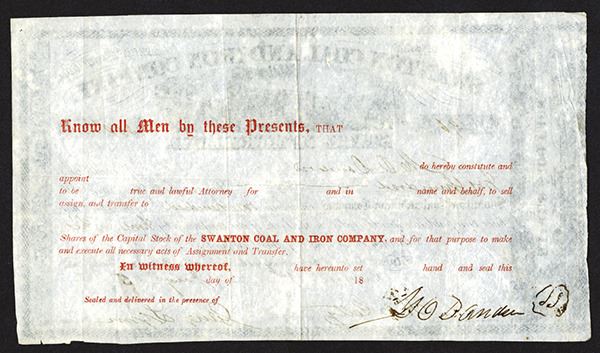 Know all Men by these Presents, THAT
do hereby constitute and
appoint
to be true and lawful Attorney for and in name and behalf, to sell
assign, and transfer to
Shares of the Capital Stock of the SWANTON COAL AND IRON COMPANY, and for that purpose to make
and execute all necessary acts of Assignment and Transfer.
In witness whereof, have hereunto set hand and seal this
day of 18
Sealed and delivered in the presence of